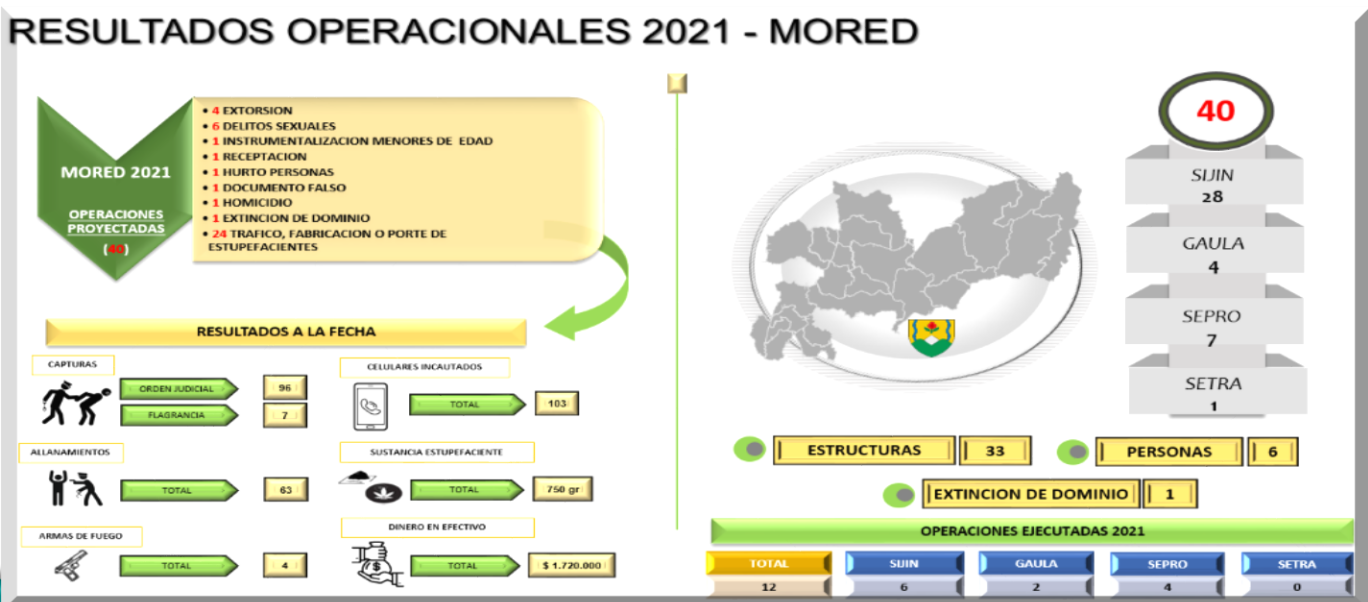 RESULTADOS OPERACIONALES 2021 - MORED
MORED 2021
OPERACIONES
PROYECTADAS
(40)
• 4 EXTORSION
• 6 DELITOS SEXUALES
• 1 INSTRUMENTALIZACION MENORES DE EDAD
• 1 RECEPTACION
• 1 HURTO PERSONAS
• 1 DOCUMENTO FALSO
• 1 HOMICIDIO
• 1 EXTINCION DE DOMINIO
• 24 TRAFICO, FABRICACION O PORTE DE
ESTUPEFACIENTES
RESULTADOS A LA FECHA
CAPTURAS
ORDEN JUDICIAL 96
FLAGRANCIA 7
ALLANAMIENTOS
TOTAL 63
ARMAS DE FUEGO
TOTAL 4
CELULARES INCAUTADOS
TOTAL 103
SUSTANCIA ESTUPEFACIENTE
TOTAL 750 gr
DINERO EN EFECTIVO
TOTAL $ 1.720.000
40
SIJIN
28
GAULA
4
SEPRO
7
SETRA
1
ESTRUCTURAS 33
PERSONAS 6
EXTINCION DE DOMINIO 1
OPERACIONES EJECUTADAS 2021
TOTAL SIJIN GAULA SEPRO SETRA
12 6 2 4 0